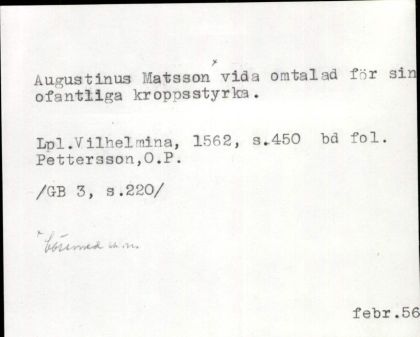 Augustinus Matsson × vida omtalad för sin
ofantliga kroppsstyrka.
Lpl.Vilhelmina, 1562, s.450 bd fol.
Pettersson,O.P.
/GB 3, s.220/
×
febr.56